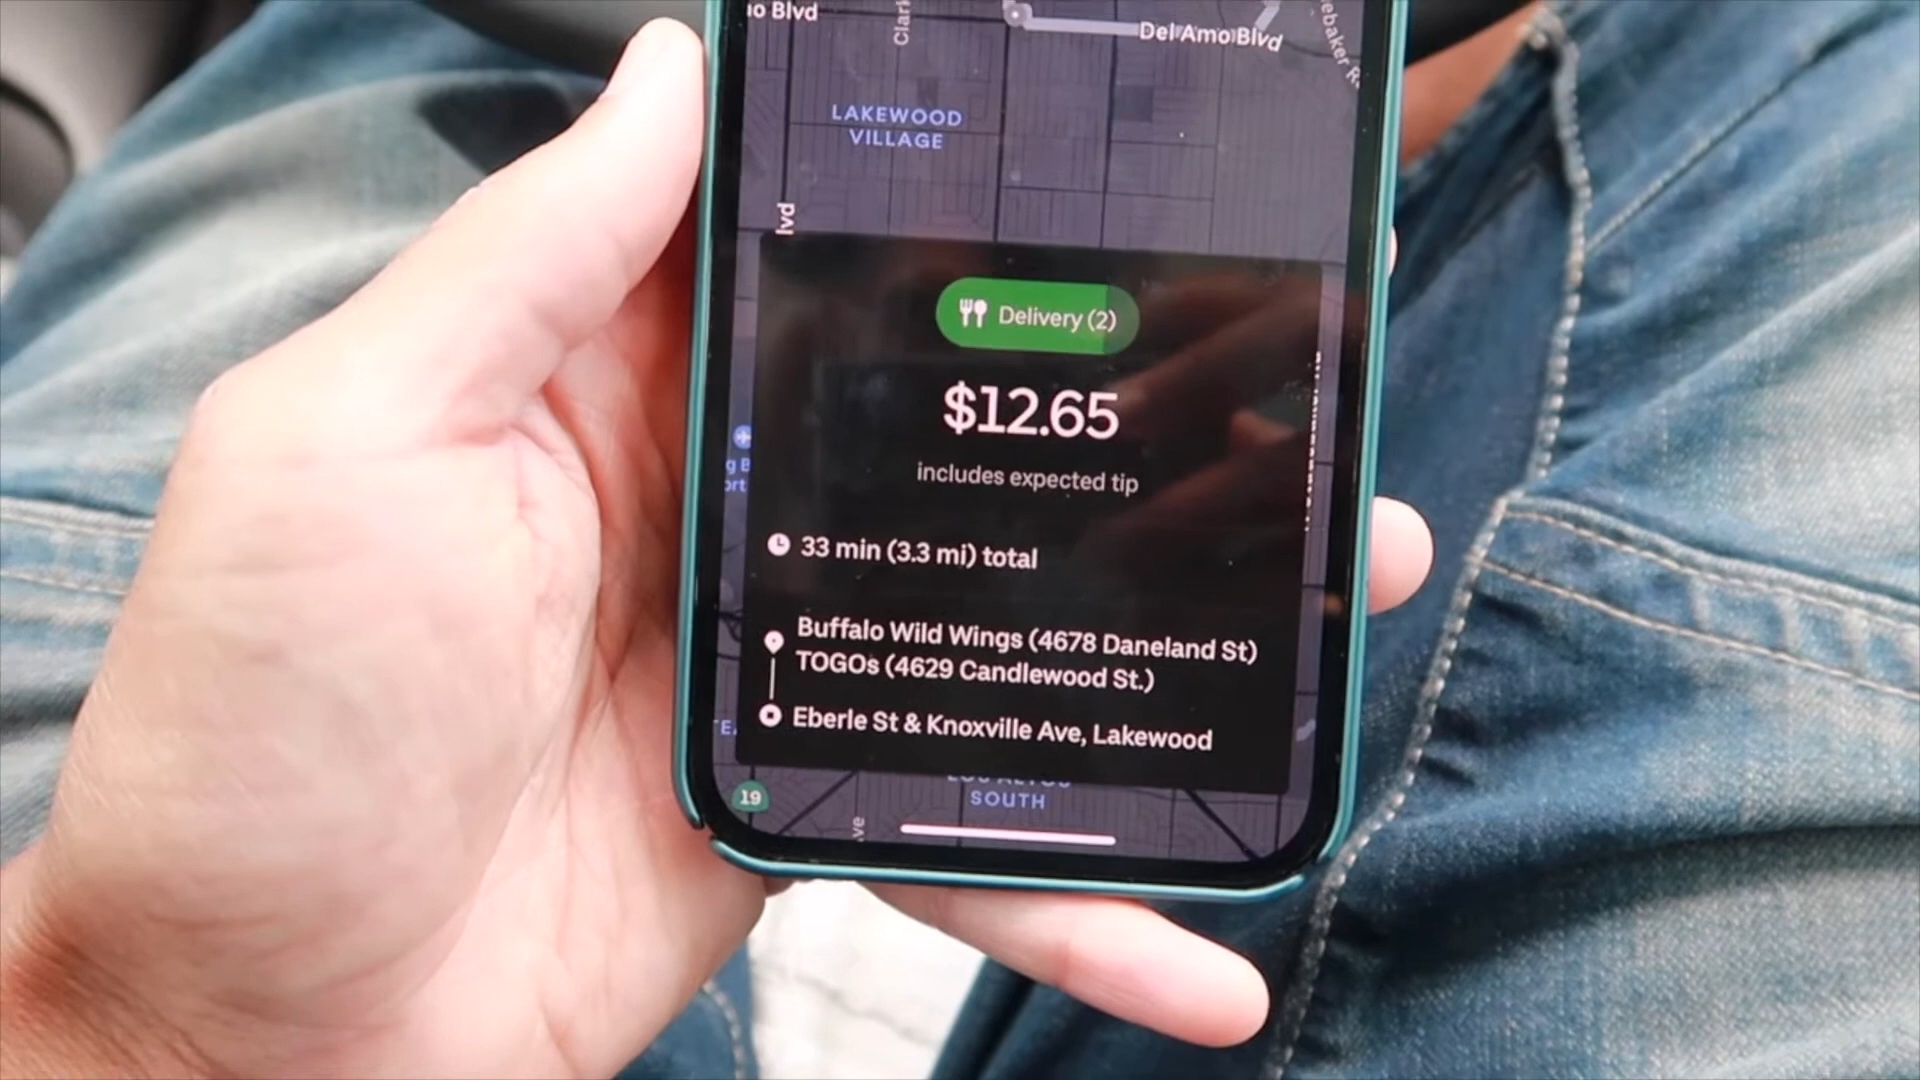 Del Amo Blvd
LAKEWOOD
VILLAGE
Delivery (2)
$12.65
includes expected tip
33 min (3.3 mi) total
Buffalo Wild Wings (4678 Daneland St)
TOGOs (4629 Candlewood St.)
Eberle St & Knoxville Ave, Lakewood
SOUTH
19